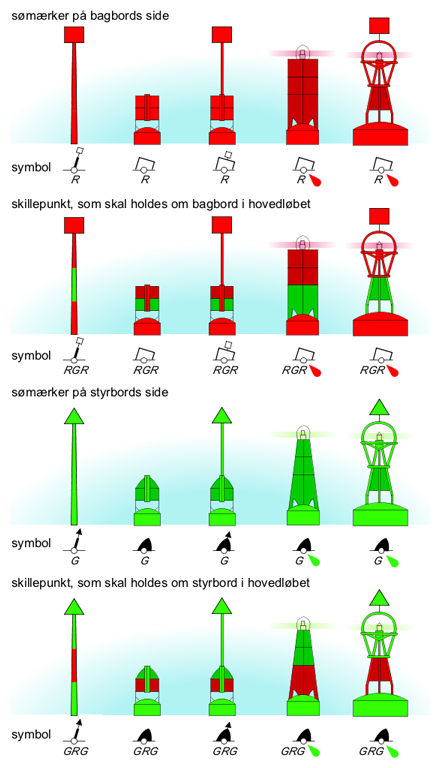 sømærker på bagbords side
symbol R R R R R
skillepunkt, som skal holdes om bagbord i hovedløbet
symbol RGR RGR RGR RGR RGR
sømærker på styrbords side
symbol G G G G G
skillepunkt, som skal holdes om styrbord i hovedløbet
symbol GRG GRG GRG GRG GRG